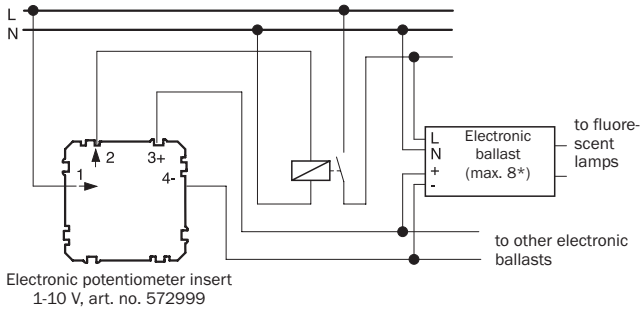 L
N
2
3+
1
4-
L
N
+
-
Electronic
ballast
(max. 8*)
to fluore-
scent
lamps
to other electronic
ballasts
Electronic potentiometer insert
1-10 V, art. no. 572999